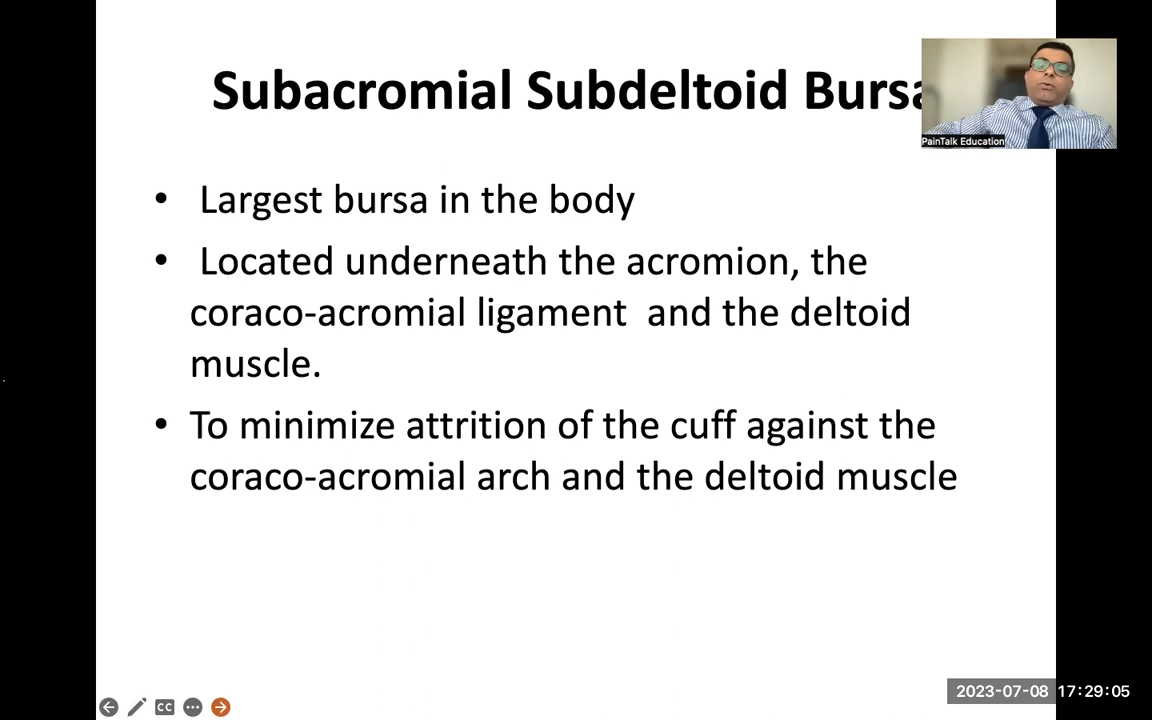 Subacromial Subdeltoid Bursa
PainTalk Education
• Largest bursa in the body
• Located underneath the acromion, the
coraco-acromial ligament and the deltoid
muscle.
• To minimize attrition of the cuff against the
coraco-acromial arch and the deltoid muscle
CC
2023-07-08 17:29:05